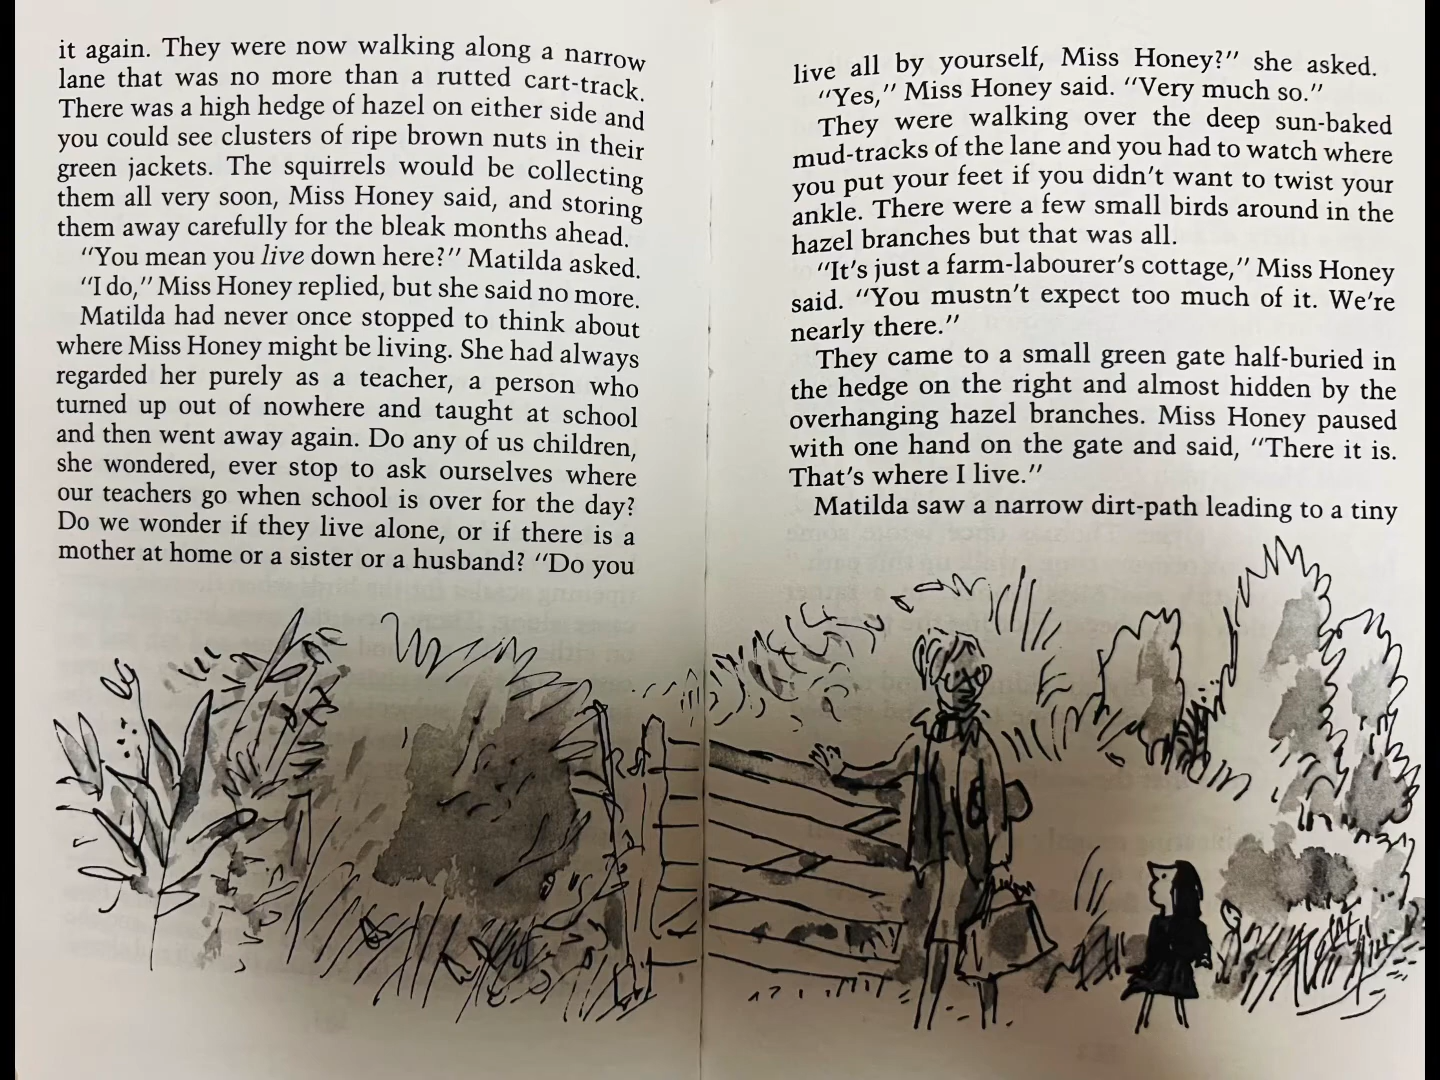 it again. They were now walking along a narrow
lane that was no more than a rutted cart-track.
There was a high hedge of hazel on either side and
you could see clusters of ripe brown nuts in their
green jackets. The squirrels would be collecting
them all very soon, Miss Honey said, and storing
them away carefully for the bleak months ahead.
“You mean you live down here?” Matilda asked.
“I do,” Miss Honey replied, but she said no more.
Matilda had never once stopped to think about
where Miss Honey might be living. She had always
regarded her purely as a teacher, a person who
turned up out of nowhere and taught at school
and then went away again. Do any of us children,
she wondered, ever stop to ask ourselves where
our teachers go when school is over for the day?
Do we wonder if they live alone, or if there is a
mother at home or a sister or a husband? “Do you
live all by yourself, Miss Honey?” she asked.
“Yes,” Miss Honey said. “Very much so.”
They were walking over the deep sun-baked
mud-tracks of the lane and you had to watch where
you put your feet if you didn’t want to twist your
ankle. There were a few small birds around in the
hazel branches but that was all.
“It’s just a farm-labourer’s cottage,” Miss Honey
said. “You mustn’t expect too much of it. We’re
nearly there.”
They came to a small green gate half-buried in
the hedge on the right and almost hidden by the
overhanging hazel branches. Miss Honey paused
with one hand on the gate and said, “There it is.
That’s where I live.”
Matilda saw a narrow dirt-path leading to a tiny